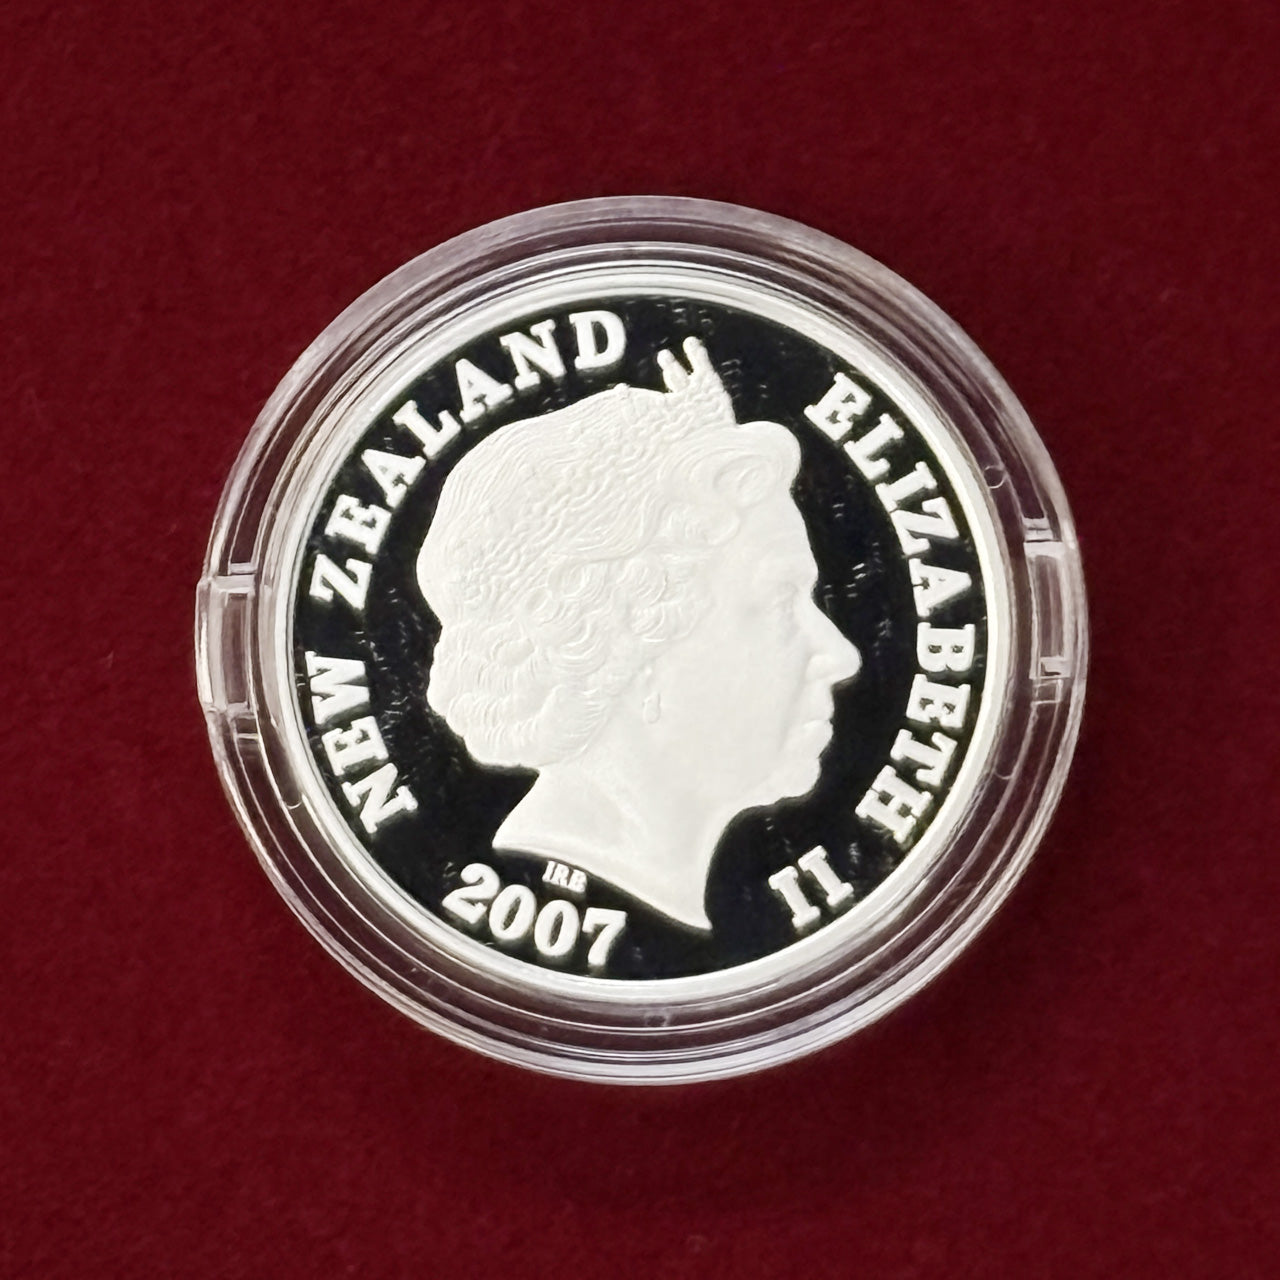 NEW ZEALAND
ELIZABETH II
IRB
2007